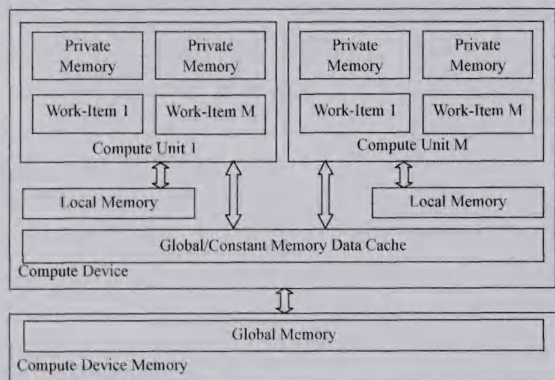 Private Memory
Private Memory
Private Memory
Private Memory
Work-Item 1
Work-Item M
Work-Item 1
Work-Item M
Compute Unit 1
Compute Unit M
Local Memory
Local Memory
Global/Constant Memory Data Cache
Compute Device
Global Memory
Compute Device Memory